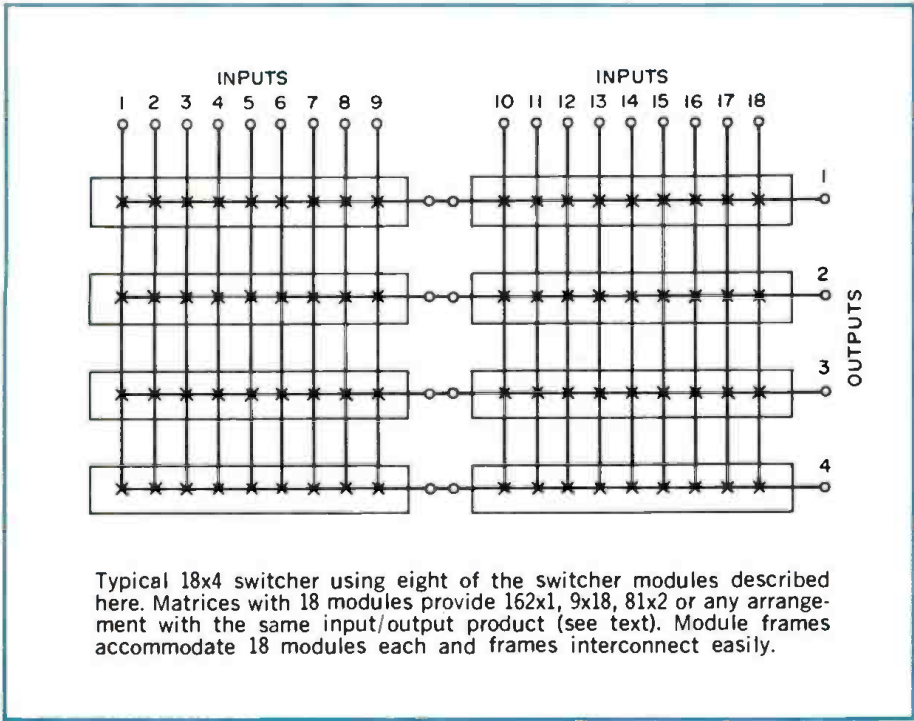 INPUTS INPUTS
1 2 3 4 5 6 7 8 9 10 11 12 13 14 15 16 17 18
1
2
3
4
OUTPUTS
Typical 18x4 switcher using eight of the switcher modules described
here. Matrices with 18 modules provide 162x1, 9x18, 81x2 or any arrange-
ment with the same input/output product (see text). Module frames
accommodate 18 modules each and frames interconnect easily.